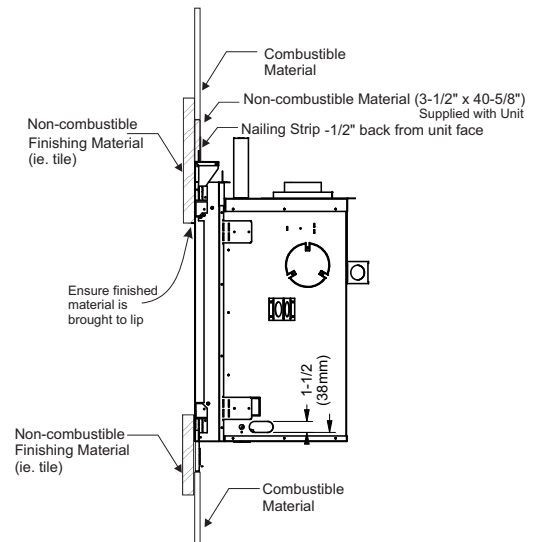 Combustible
Material
Non-combustible Material (3-1/2" x 40-5/8")
Supplied with Unit
Nailing Strip -1/2" back from unit face
Non-combustible
Finishing Material
(ie. tile)
Ensure finished
material is
brought to lip
1-1/2
(38mm)
Non-combustible
Finishing Material
(ie. tile)
Combustible
Material